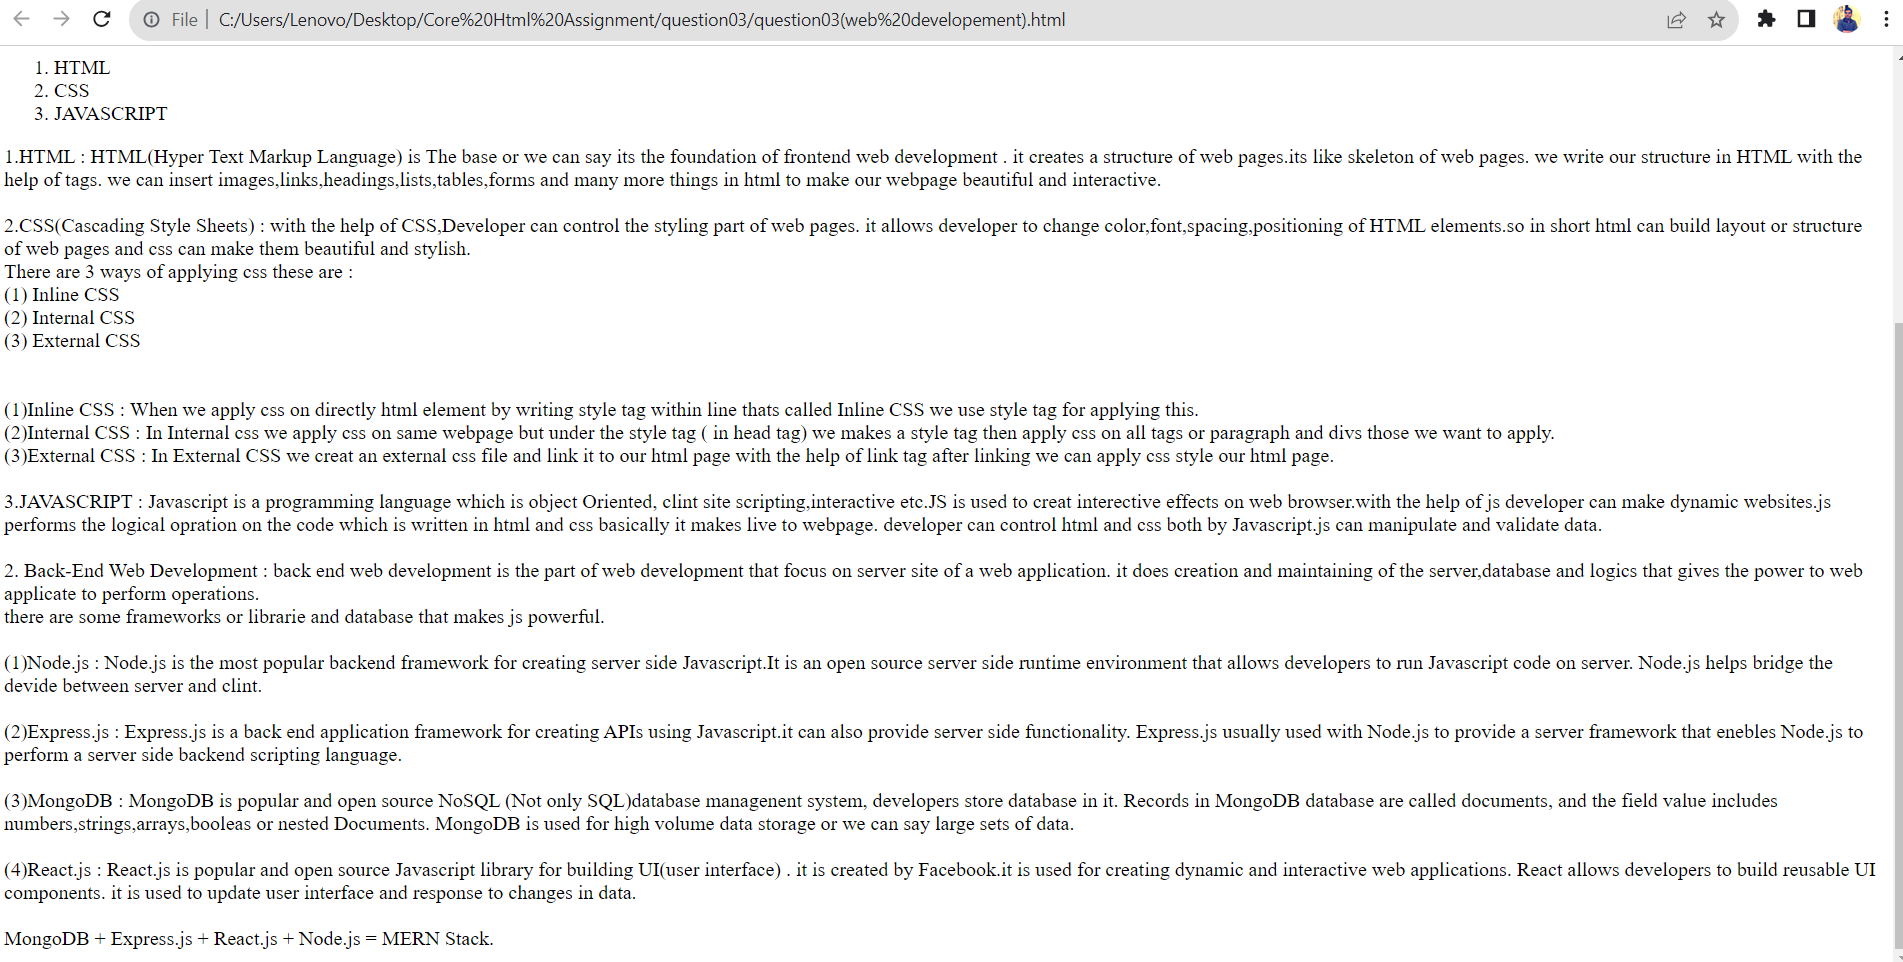 File | C:/Users/Lenovo/Desktop/Core%20Html%20Assignment/question03/question03(web%20developement).html
1. HTML
2. CSS
3. JAVASCRIPT
1.HTML : HTML(Hyper Text Markup Language) is The base or we can say its the foundation of frontend web development . it creates a structure of web pages.its like skeleton of web pages. we write our structure in HTML with the
help of tags. we can insert images,links,headings,lists,tables,forms and many more things in html to make our webpage beautiful and interactive.
2.CSS(Cascading Style Sheets) : with the help of CSS,Developer can control the styling part of web pages. it allows developer to change color,font,spacing,positioning of HTML elements.so in short html can build layout or structure
of web pages and css can make them beautiful and stylish.
There are 3 ways of applying css these are :
(1) Inline CSS
(2) Internal CSS
(3) External CSS
(1)Inline CSS : When we apply css on directly html element by writing style tag within line thats called Inline CSS we use style tag for applying this.
(2)Internal CSS : In Internal css we apply css on same webpage but under the style tag ( in head tag) we makes a style tag then apply css on all tags or paragraph and divs those we want to apply.
(3)External CSS : In External CSS we creat an external css file and link it to our html page with the help of link tag after linking we can apply css style our html page.
3.JAVASCRIPT : Javascript is a programming language which is object Oriented, clint site scripting,interactive etc.JS is used to creat interective effects on web browser.with the help of js developer can make dynamic websites.js
performs the logical opration on the code which is written in html and css basically it makes live to webpage. developer can control html and css both by Javascript.js can manipulate and validate data.
2. Back-End Web Development : back end web development is the part of web development that focus on server site of a web application. it does creation and maintaining of the server,database and logics that gives the power to web
applicate to perform operations.
there are some frameworks or librarie and database that makes js powerful.
(1)Node.js : Node.js is the most popular backend framework for creating server side Javascript.It is an open source server side runtime environment that allows developers to run Javascript code on server. Node.js helps bridge the
devide between server and clint.
(2)Express.js : Express.js is a back end application framework for creating APIs using Javascript.it can also provide server side functionality. Express.js usually used with Node.js to provide a server framework that enebles Node.js to
perform a server side backend scripting language.
(3)MongoDB : MongoDB is popular and open source NoSQL (Not only SQL)database managenent system, developers store database in it. Records in MongoDB database are called documents, and the field value includes
numbers,strings,arrays,booleas or nested Documents. MongoDB is used for high volume data storage or we can say large sets of data.
(4)React.js : React.js is popular and open source Javascript library for building UI(user interface) . it is created by Facebook.it is used for creating dynamic and interactive web applications. React allows developers to build reusable UI
components. it is used to update user interface and response to changes in data.
MongoDB + Express.js + React.js + Node.js = MERN Stack.